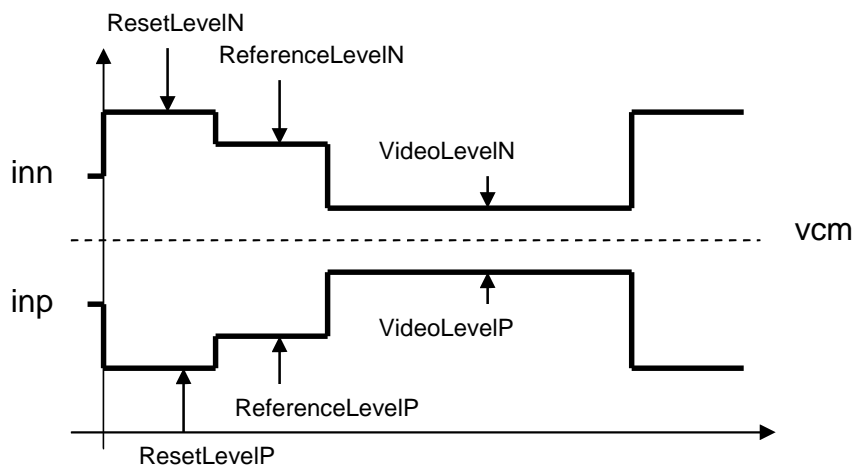 ResetLevelN
ReferenceLevelN
VideoLevelN
inn
vcm
inp
VideoLevelP
ReferenceLevelP
ResetLevelP